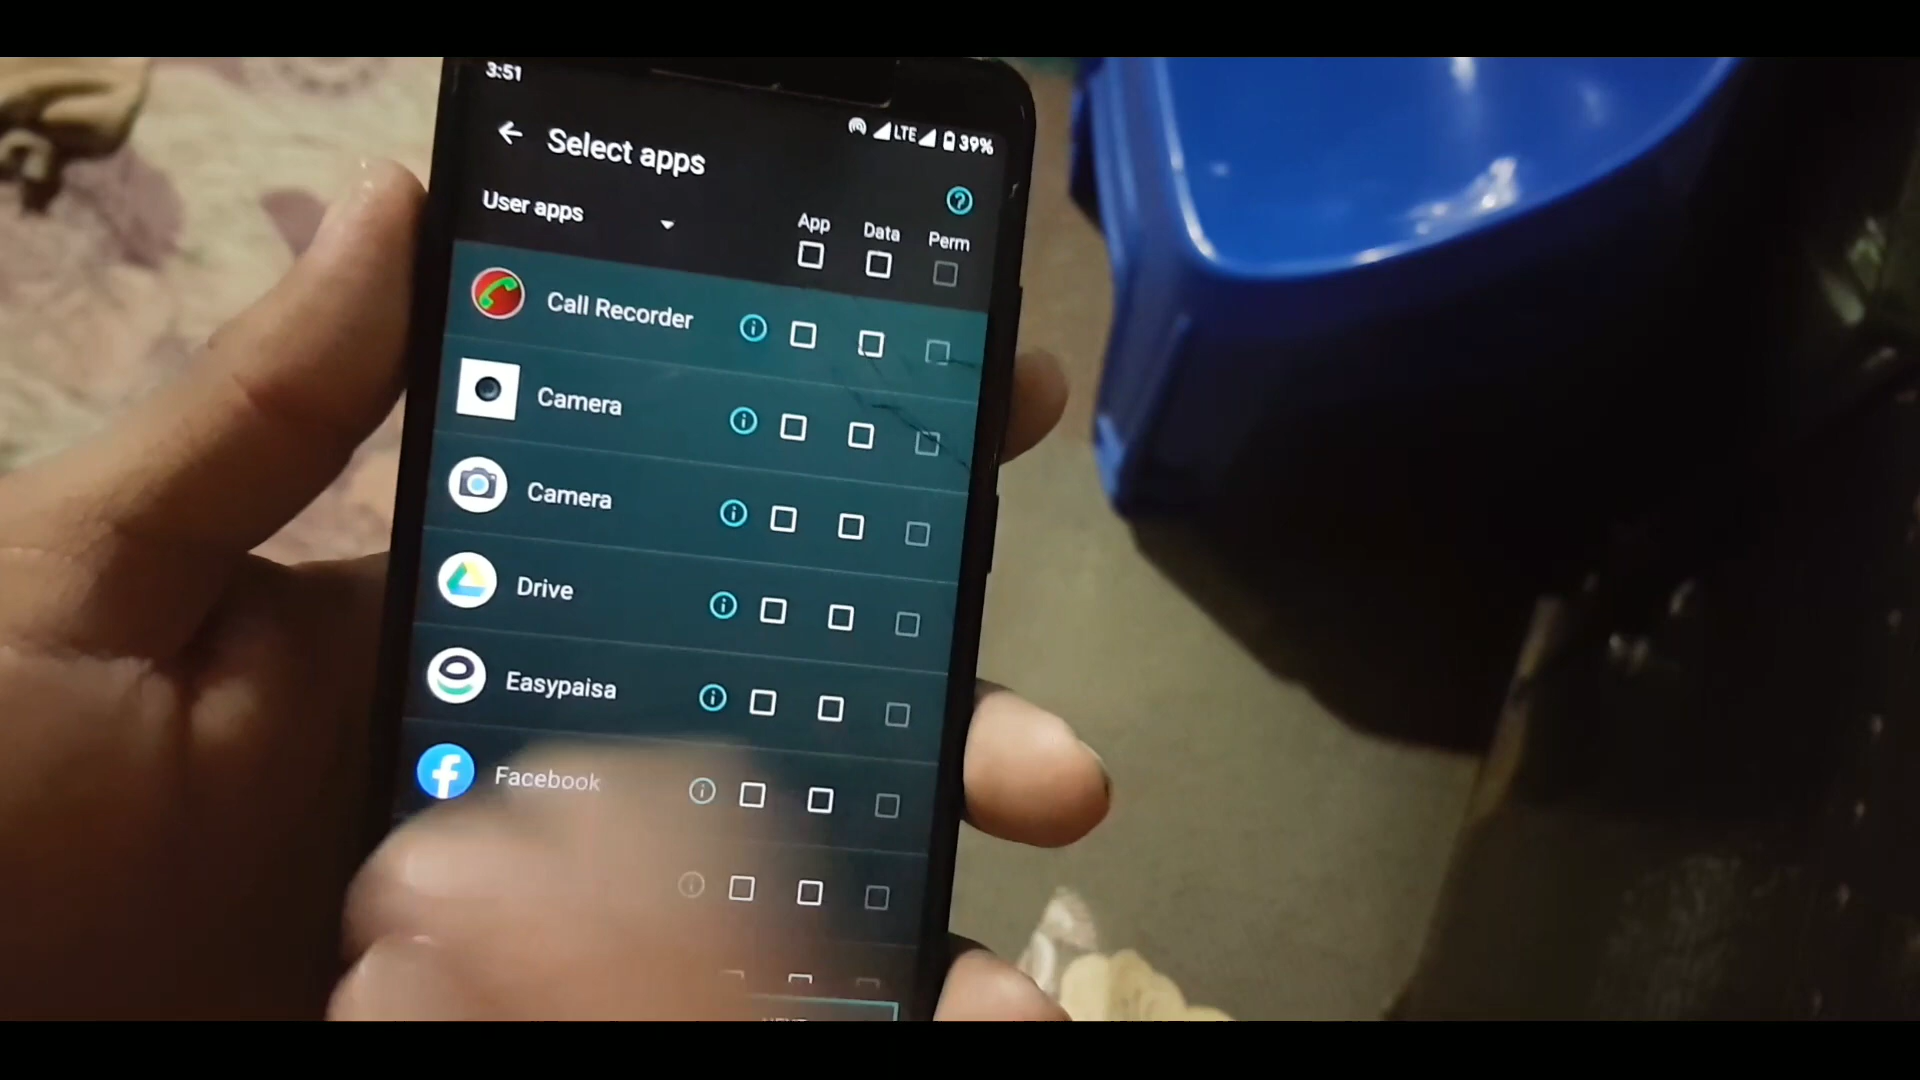 3:51
LTE 39%
Select apps
User apps
App Data Perm
Call Recorder
Camera
Camera
Drive
Easypaisa
Facebook